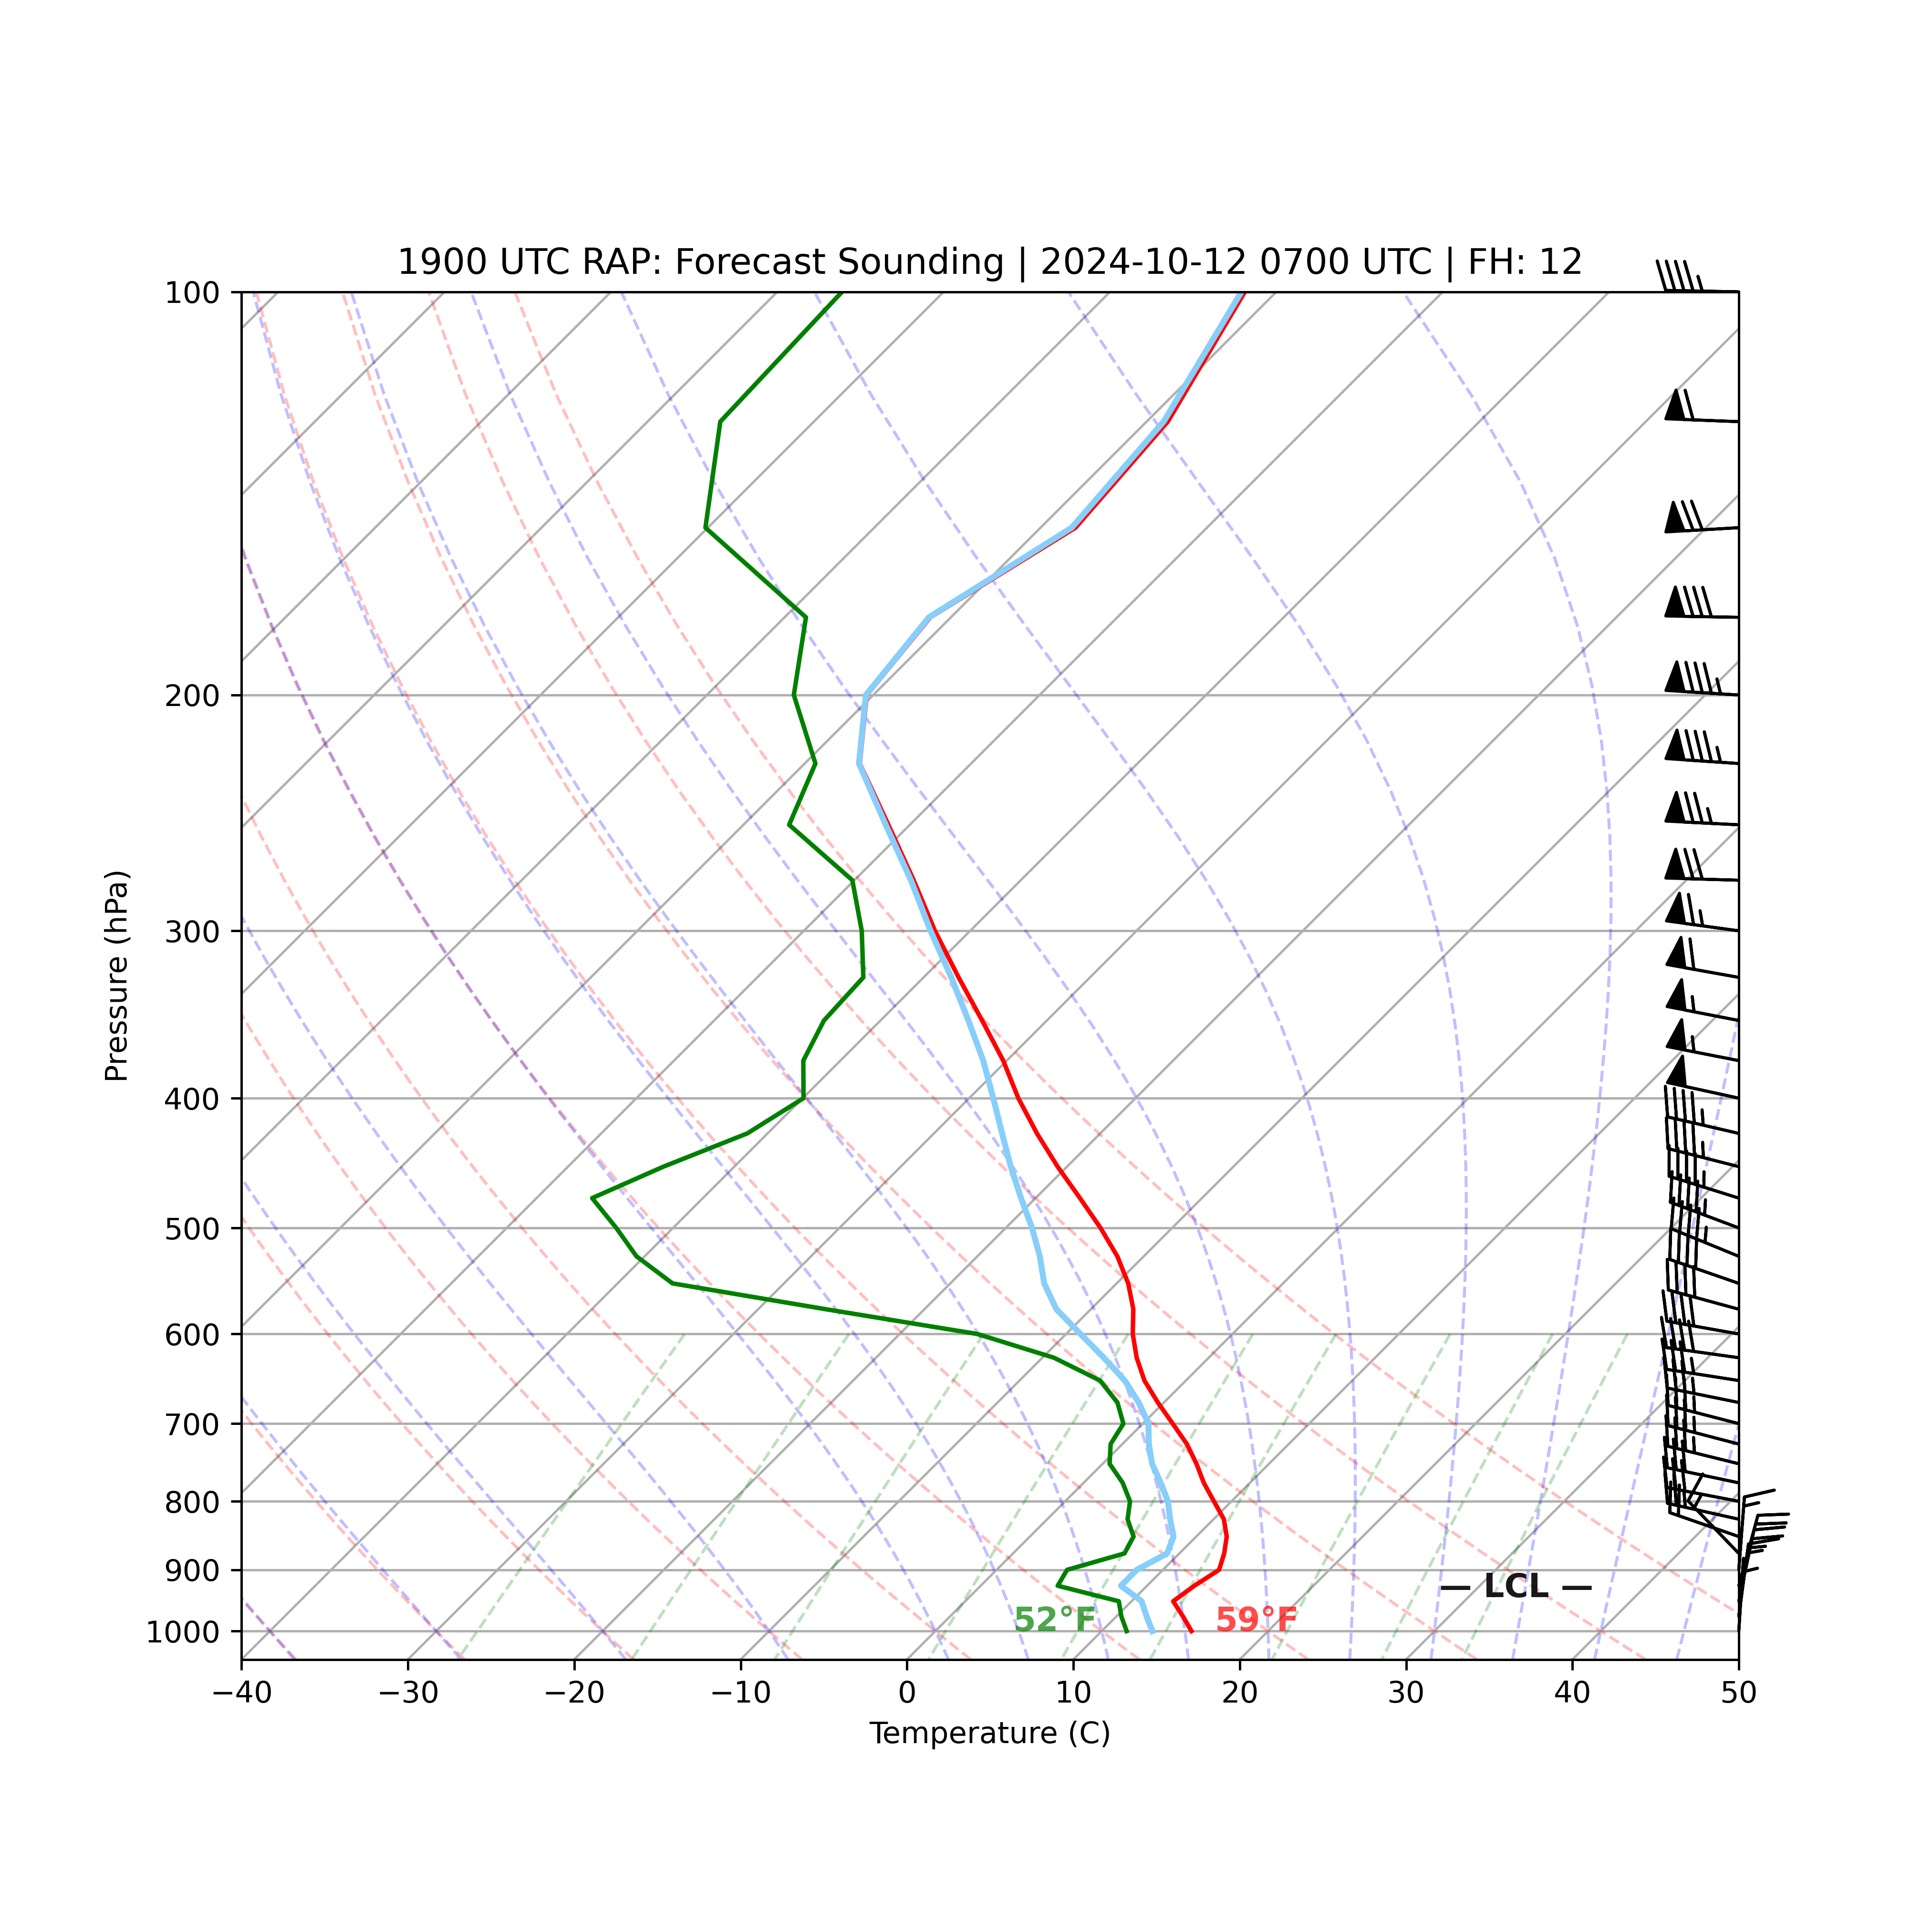 1900 UTC RAP: Forecast Sounding | 2024-10-12 0700 UTC | FH: 12
100
200
300
400
500
600
700
800
900
1000
Pressure (hPa)
— LCL —
52°F
59°F
−40 −30 −20 −10 0 10 20 30 40 50
Temperature (C)